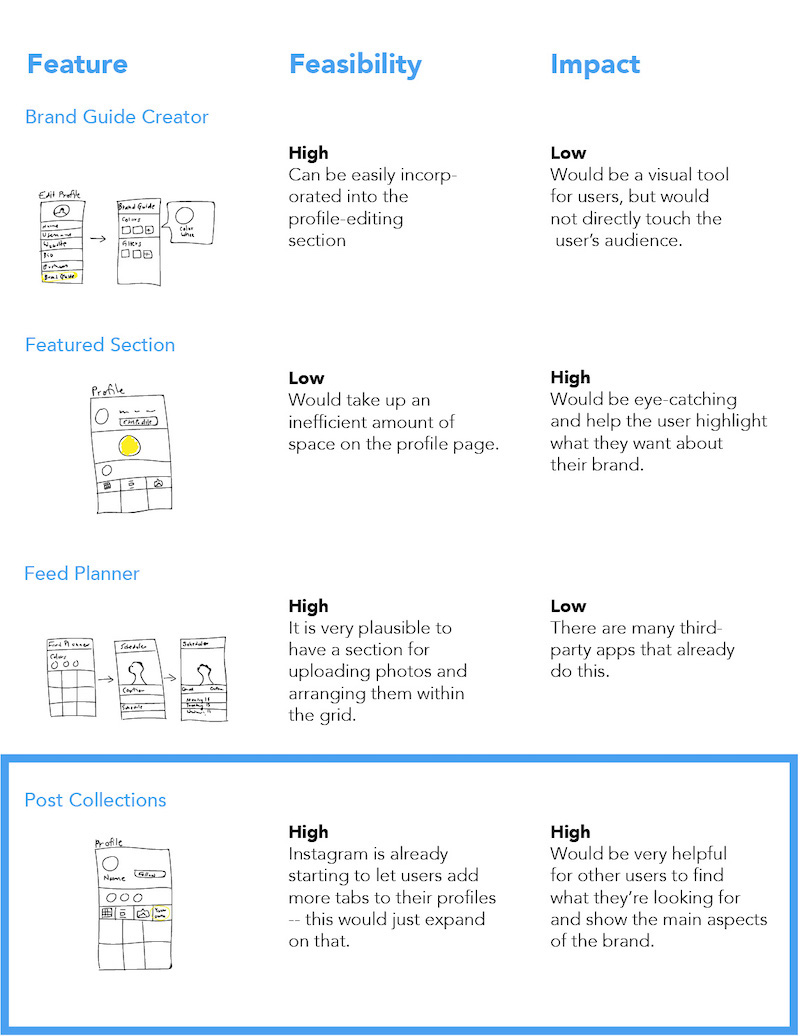 Feature
Feasibility
Impact
Brand Guide Creator
Edit Profile
Name
Username
Website
Bio
Brand Guide
Brand Guide
Colors
Filters
Color
Wheel
High
Can be easily incorp-
orated into the
profile-editing
section
Low
Would be a visual tool
for users, but would
not directly touch the
user's audience.
Featured Section
Profile
Low
Would take up an
inefficient amount of
space on the profile page.
High
Would be eye-catching
and help the user highlight
what they want about
their brand.
Feed Planner
Feed Planner
Colors
Scheduler
Caption
Schedule
Scheduler
High
It is very plausible to
have a section for
uploading photos and
arranging them within
the grid.
Low
There are many third-
party apps that already
do this.
Post Collections
Profile
Name
High
Instagram is already
starting to let users add
more tabs to their profiles
-- this would just expand
on that.
High
Would be very helpful
for other users to find
what they're looking for
and show the main aspects
of the brand.